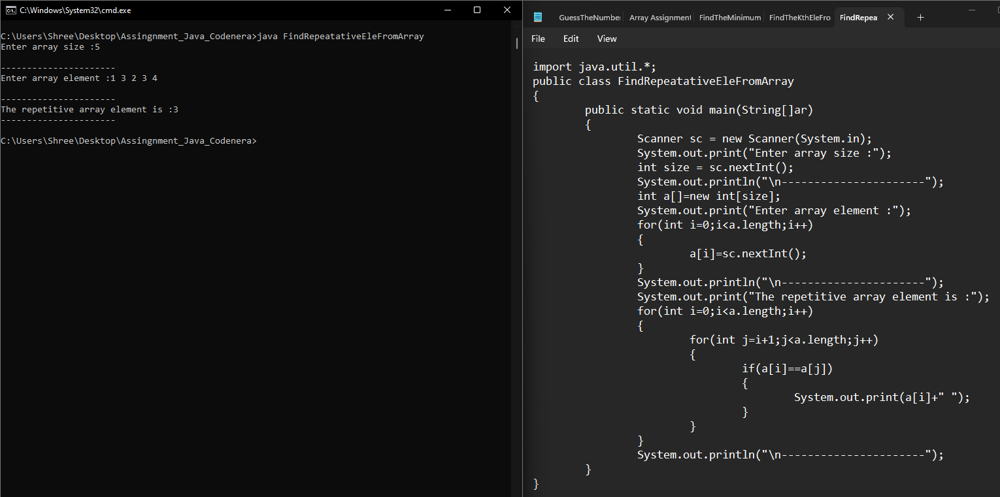 C:\Windows\System32\cmd.exe
C:\Users\Shree\Desktop\Assingnment_Java_Codenera>java FindRepeatativeEleFromArray
Enter array size :5
----------------------
Enter array element :1 3 2 3 4
----------------------
The repetitive array element is :3
----------------------
C:\Users\Shree\Desktop\Assingnment_Java_Codenera>
GuessTheNumber Array Assignment FindTheMinimum FindTheKthEleFro FindRepea
File Edit View
import java.util.*;
public class FindRepeatativeEleFromArray
{
public static void main(String[]ar)
{
Scanner sc = new Scanner(System.in);
System.out.print("Enter array size :");
int size = sc.nextInt();
System.out.println("\n----------------------");
int a[]=new int[size];
System.out.print("Enter array element :");
for(int i=0;i<a.length;i++)
{
a[i]=sc.nextInt();
}
System.out.println("\n----------------------");
System.out.print("The repetitive array element is :");
for(int i=0;i<a.length;i++)
{
for(int j=i+1;j<a.length;j++)
{
if(a[i]==a[j])
{
System.out.print(a[i]+" ");
}
}
}
System.out.println("\n----------------------");
}
}